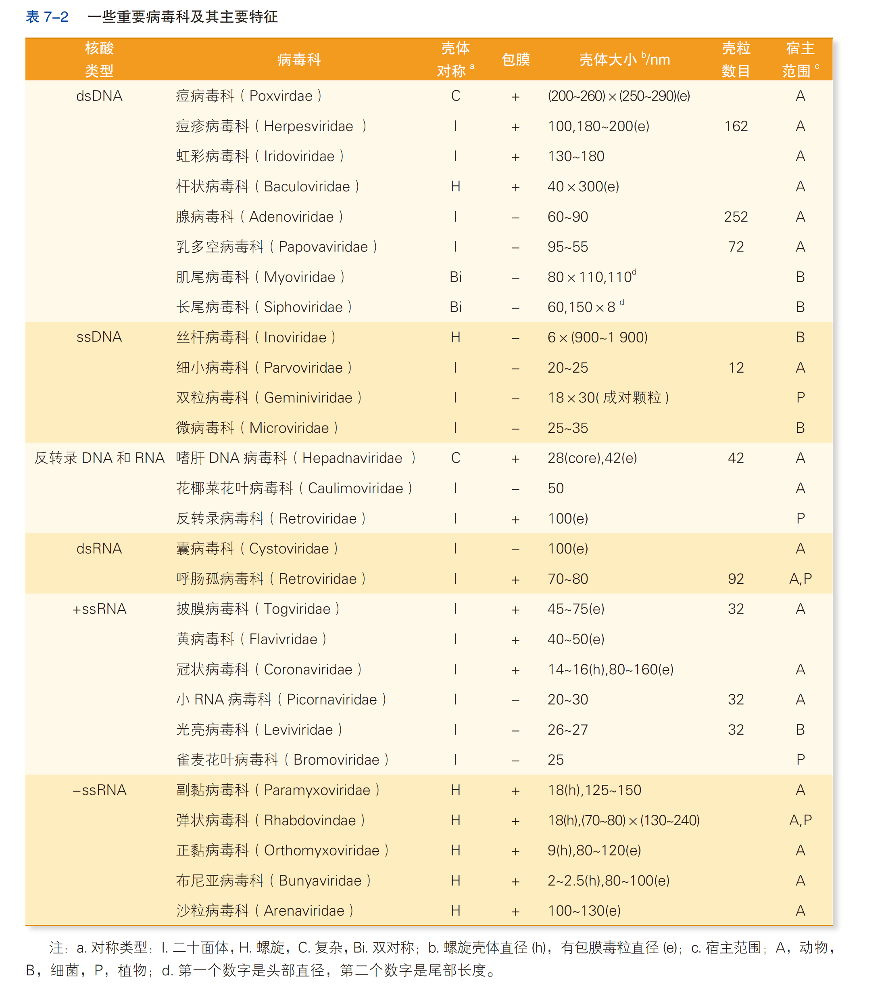 表 7–2 一些重要病毒科及其主要特征
核酸类型 病毒科 壳体对称 a 包膜 壳体大小 b/nm 壳粒数目 宿主范围 c
dsDNA 痘病毒科（Poxvirdae） C + (200~260)×(250~290)(e) A
痘疹病毒科（Herpesviridae ） I + 100,180~200(e) 162 A
虹彩病毒科（Iridoviridae） I + 130~180 A
杆状病毒科（Baculoviridae） H + 40×300(e) A
腺病毒科（Adenoviridae） I – 60~90 252 A
乳多空病毒科（Papovaviridae） I – 95~55 72 A
肌尾病毒科（Myoviridae） Bi – 80×110,110d B
长尾病毒科（Siphoviridae） Bi – 60,150×8 d B
ssDNA 丝杆病毒科（Inoviridae） H – 6×(900~1 900) B
细小病毒科（Parvoviridae） I – 20~25 12 A
双粒病毒科（Geminiviridae） I – 18×30(成对颗粒) P
微病毒科（Microviridae） I – 25~35 B
反转录 DNA 和 RNA 嗜肝 DNA 病毒科（Hepadnaviridae ） C + 28(core),42(e) 42 A
花椰菜花叶病毒科（Caulimoviridae） I – 50 A
反转录病毒科（Retroviridae） I + 100(e) P
dsRNA 囊病毒科（Cystoviridae） I – 100(e) A
呼肠孤病毒科（Retroviridae） I + 70~80 92 A,P
+ssRNA 披膜病毒科（Togviridae） I + 45~75(e) 32 A
黄病毒科（Flavivridae） I + 40~50(e)
冠状病毒科（Coronaviridae） I + 14~16(h),80~160(e) A
小 RNA 病毒科（Picornaviridae） I – 20~30 32 A
光亮病毒科（Leviviridae） I – 26~27 32 B
雀麦花叶病毒科（Bromoviridae） I – 25 P
–ssRNA 副黏病毒科（Paramyxoviridae） H + 18(h),125~150 A
弹状病毒科（Rhabdovindae） H + 18(h),(70~80)×(130~240) A,P
正黏病毒科（Orthomyxoviridae） H + 9(h),80~120(e) A
布尼亚病毒科（Bunyaviridae） H + 2~2.5(h),80~100(e) A
沙粒病毒科（Arenaviridae） H + 100~130(e) A
注：a. 对称类型：I. 二十面体，H. 螺旋，C. 复杂，Bi. 双对称；b. 螺旋壳体直径 (h)，有包膜毒粒直径 (e)；c. 宿主范围；A，动物，
B，细菌，P，植物；d. 第一个数字是头部直径，第二个数字是尾部长度。